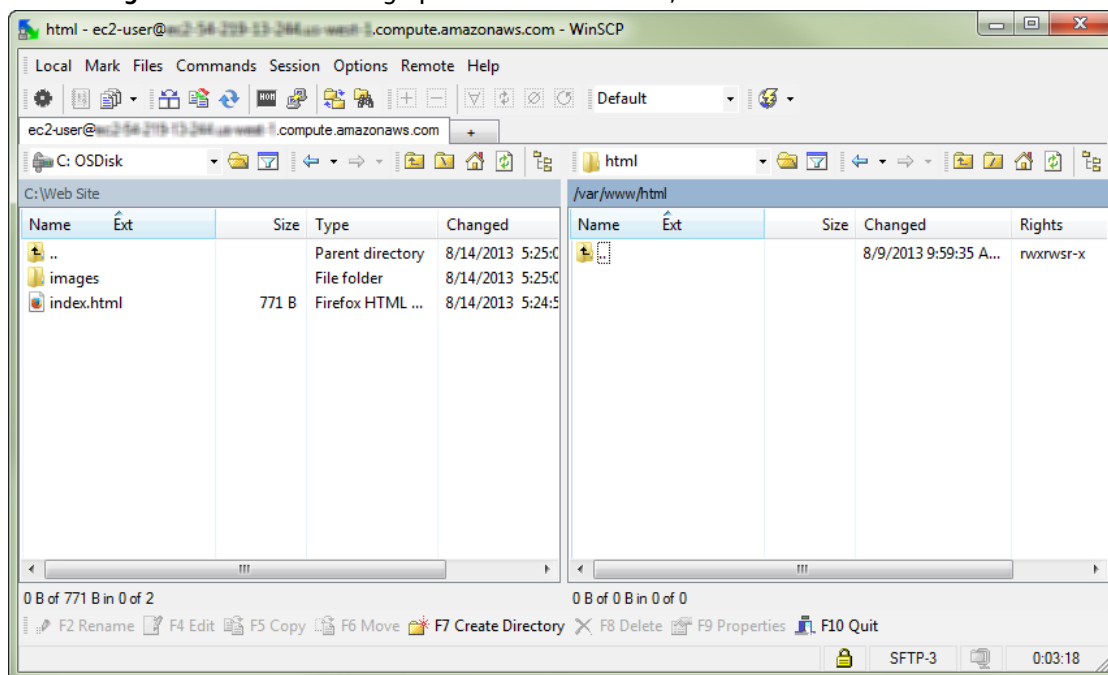 html - ec2-user@ .compute.amazonaws.com - WinSCP
Local Mark Files Commands Session Options Remote Help
Default
ec2-user@ .compute.amazonaws.com +
C: OSDisk html
C:\Web Site /var/www/html
Name Ext Size Type Changed Name Ext Size Changed Rights
.. Parent directory 8/14/2013 5:25:0 .. 8/9/2013 9:59:35 A... rwxrwsr-x
images File folder 8/14/2013 5:25:0
index.html 771 B Firefox HTML ... 8/14/2013 5:24:5
0 B of 771 B in 0 of 2 0 B of 0 B in 0 of 0
F2 Rename F4 Edit F5 Copy F6 Move F7 Create Directory F8 Delete F9 Properties F10 Quit
SFTP-3 0:03:18